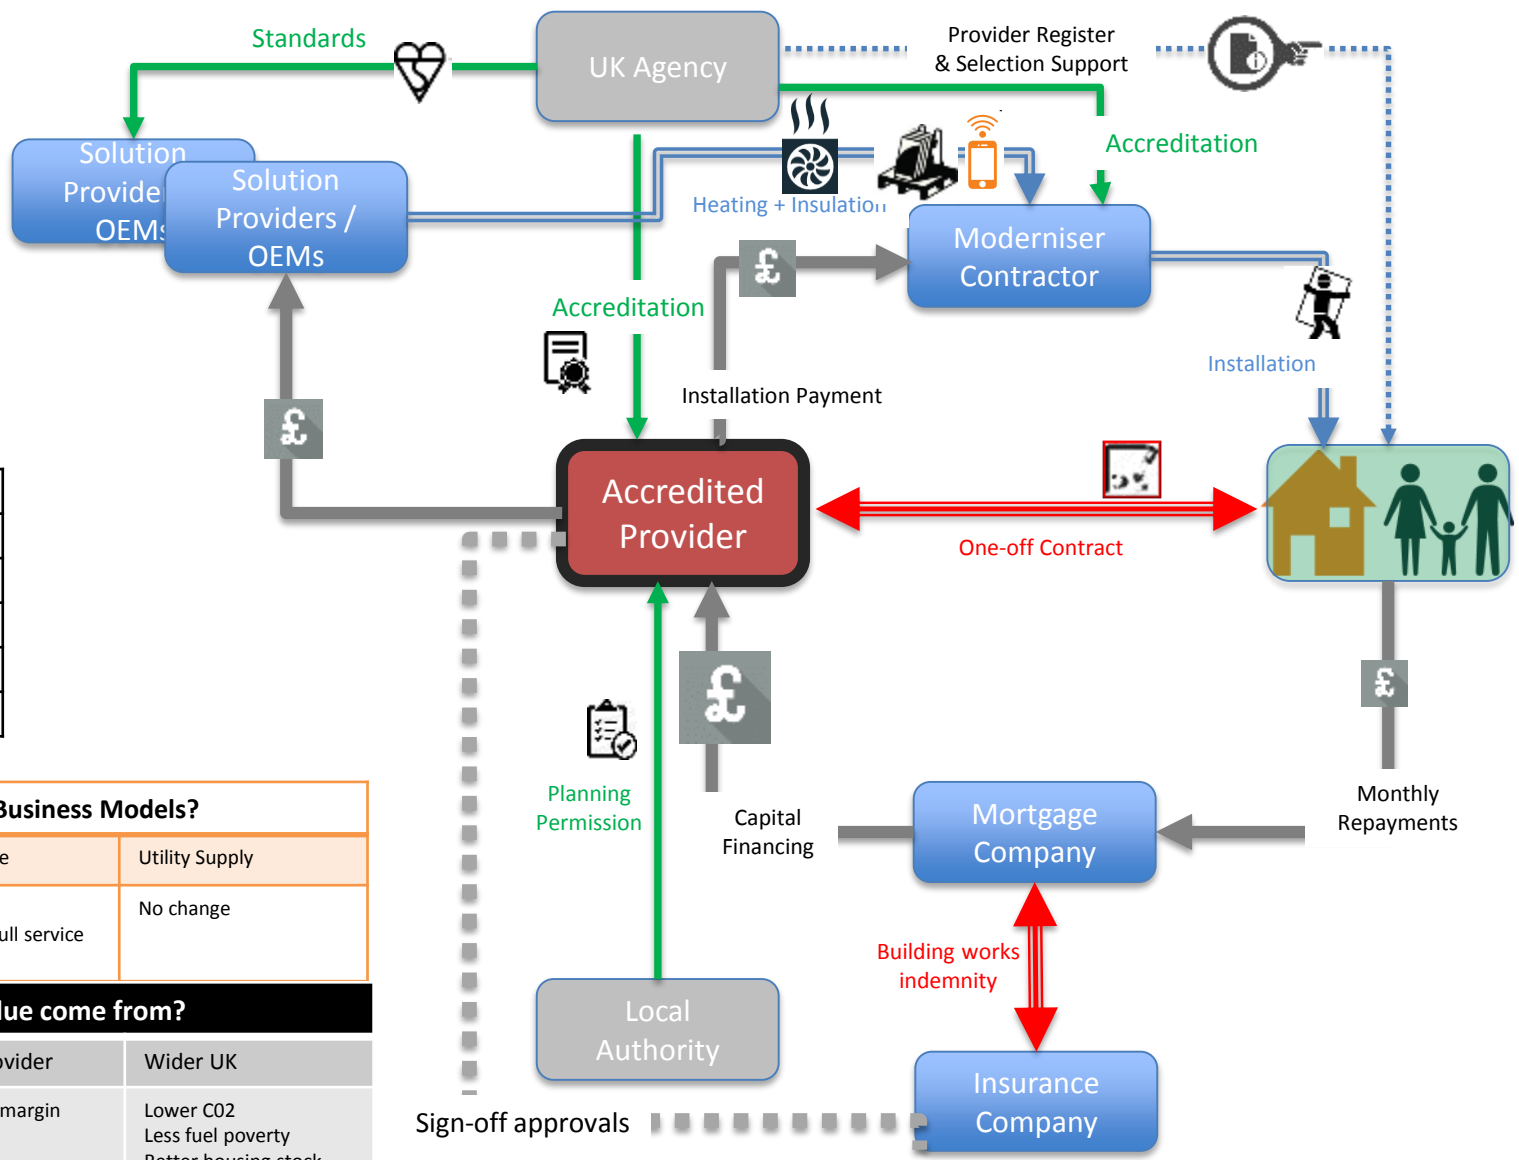 Standards
UK Agency
Provider Register
& Selection Support
Accreditation
Solution
OEMs
Solution
Providers /
OEMs
Heating + Insulation
Moderniser
Contractor
Accreditation
Installation
Installation Payment
Accredited
Provider
One-off Contract
Planning
Permission
Capital
Financing
Mortgage
Company
Monthly
Repayments
Business Models?
e
Utility Supply
ull service
No change
Building works
indemnity
lue come from?
Local
Authority
ovider
Wider UK
margin
Lower C02
Less fuel poverty
Better housing stock
Sign-off approvals
Insurance
Company
£
£
£
£